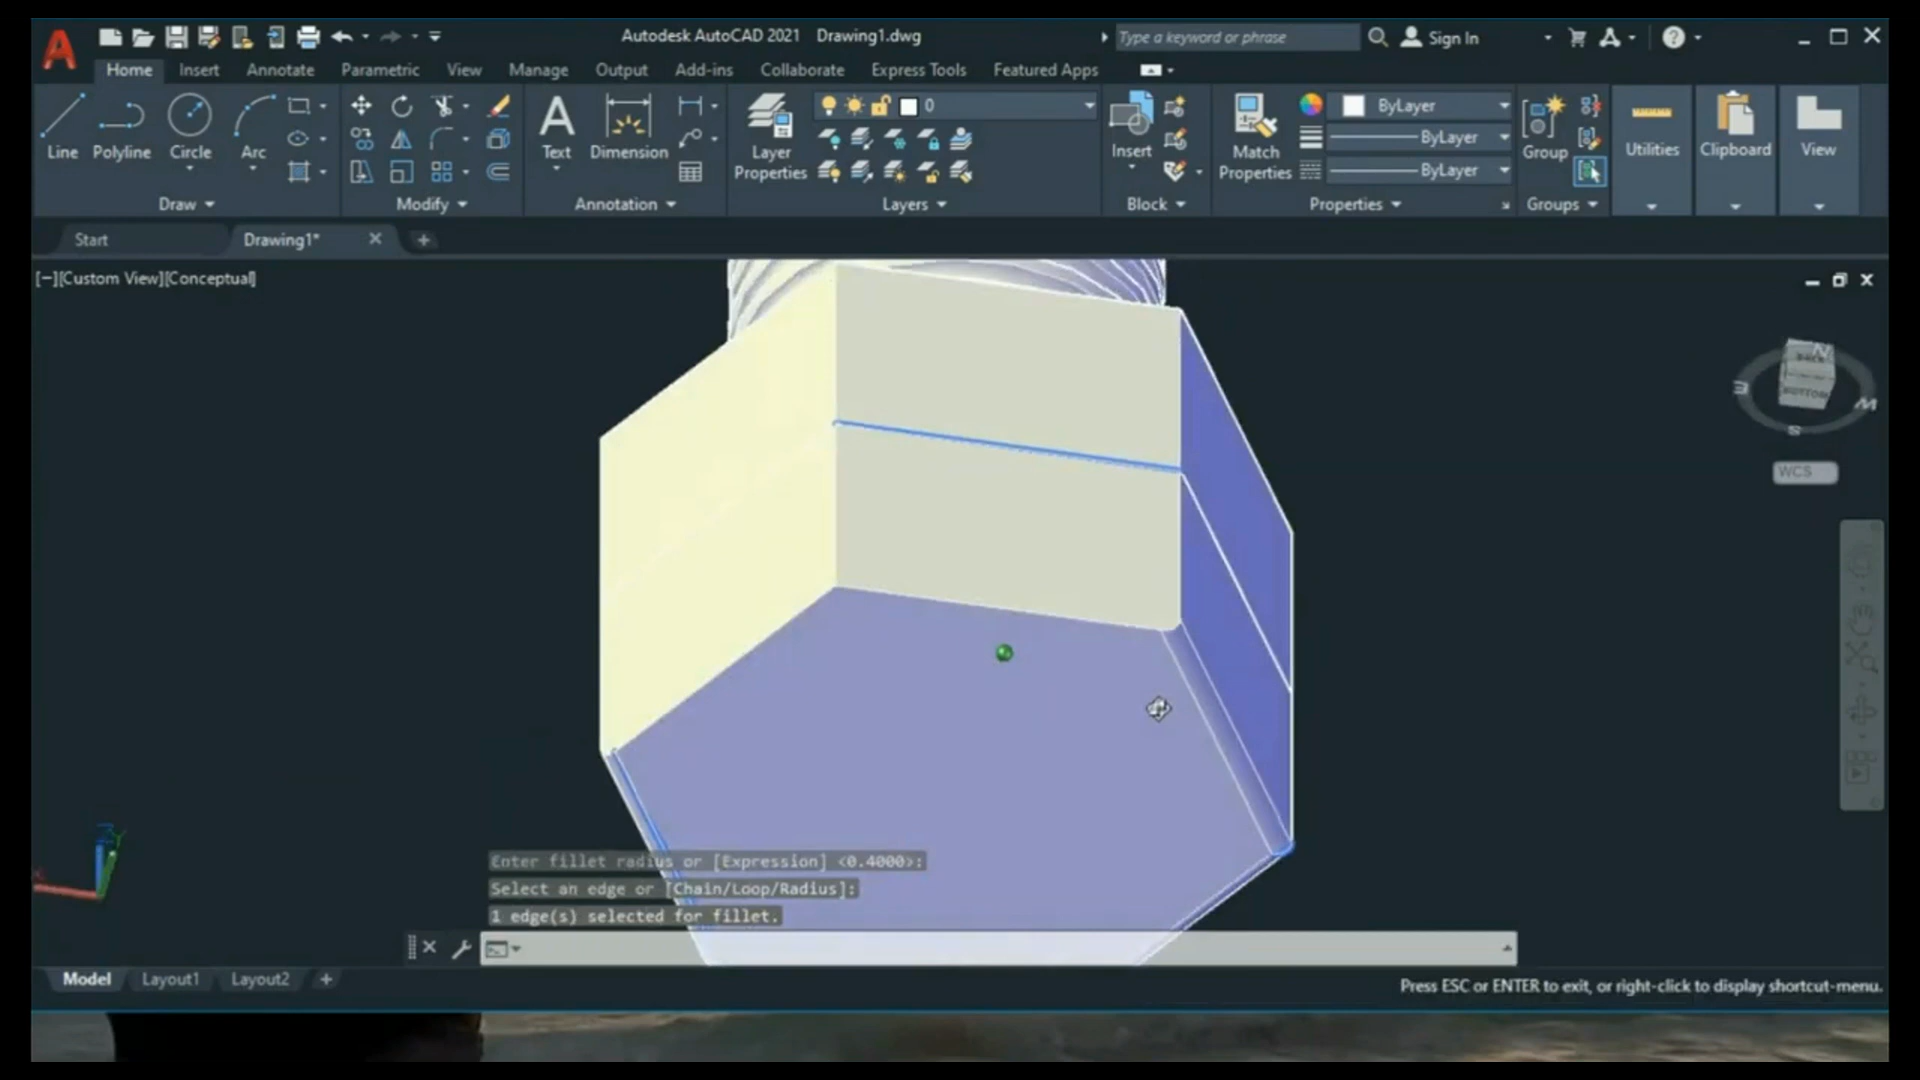 Autodesk AutoCAD 2021 Drawing1.dwg
Type a keyword or phrase
Sign In
Home Insert Annotate Parametric View Manage Output Add-ins Collaborate Express Tools Featured Apps
0
ByLayer
Line Polyline Circle Arc
Text Dimension
Layer Properties
Insert
Match Properties
ByLayer
ByLayer
Group
Utilities
Clipboard
View
Draw Modify Annotation Layers Block Properties Groups
Start Drawing1*
[−][Custom View][Conceptual]
BACK
BOTTOM
E
S
W
WCS
Enter fillet radius or [Expression] <0.4000>:
Select an edge or [Chain/Loop/Radius]:
1 edge(s) selected for fillet.
Model Layout1 Layout2
Press ESC or ENTER to exit, or right-click to display shortcut-menu.